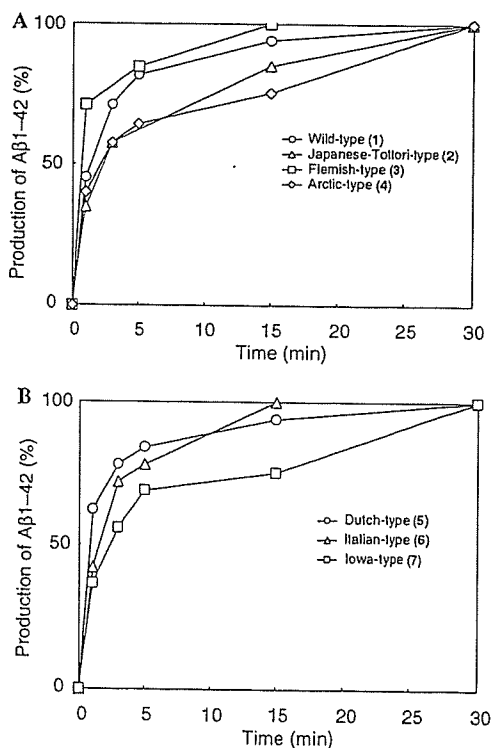 A
Production of Aβ1–42 (%)
100
50
0
Wild-type (1)
Japanese-Tottori-type (2)
Flemish-type (3)
Arctic-type (4)
0 5 10 15 20 25 30
Time (min)
B
Production of Aβ1–42 (%)
100
50
0
Dutch-type (5)
Italian-type (6)
Iowa-type (7)
0 5 10 15 20 25 30
Time (min)